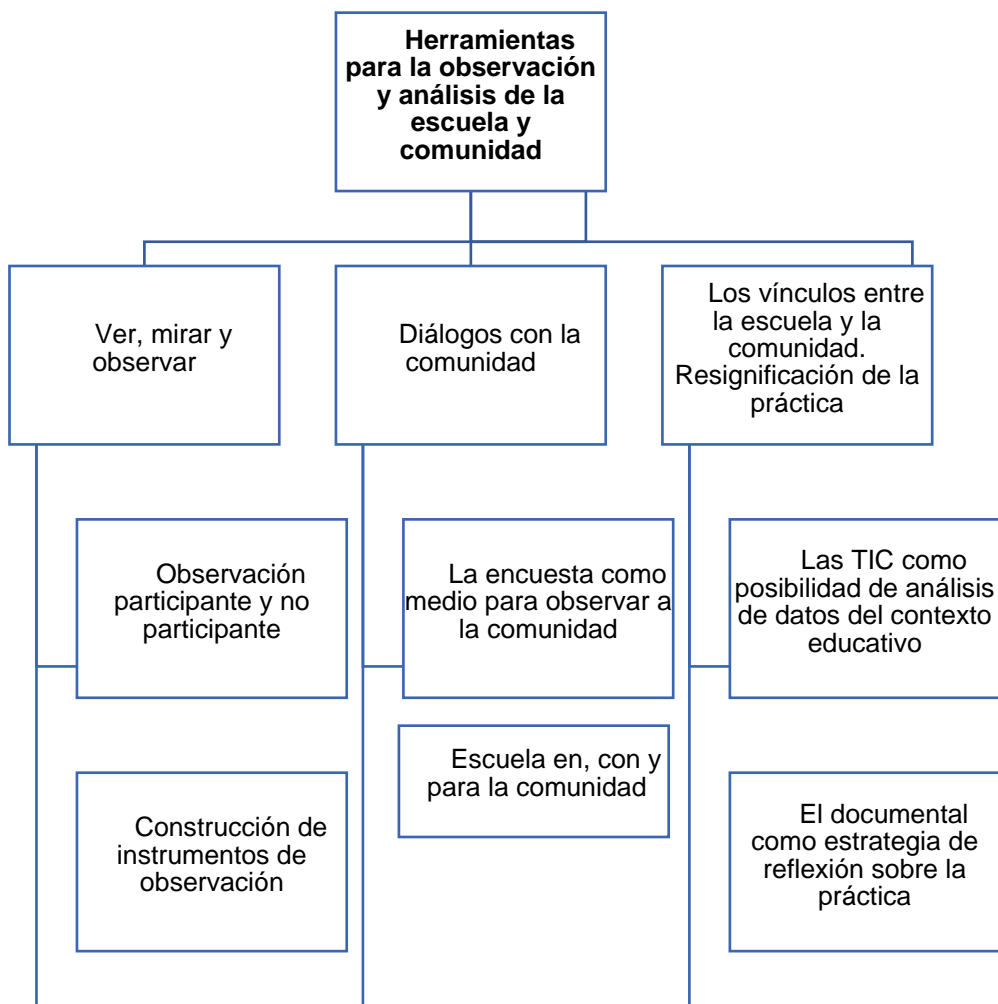 Herramientas
para la observación
y análisis de la
escuela y
comunidad
Ver, mirar y
observar
Diálogos con la
comunidad
Los vínculos entre
la escuela y la
comunidad.
Resignificación de la
práctica
Observación
participante y no
participante
La encuesta como
medio para observar a
la comunidad
Las TIC como
posibilidad de análisis
de datos del contexto
educativo
Construcción de
instrumentos de
observación
Escuela en, con y
para la comunidad
El documental
como estrategia de
reflexión sobre la
práctica